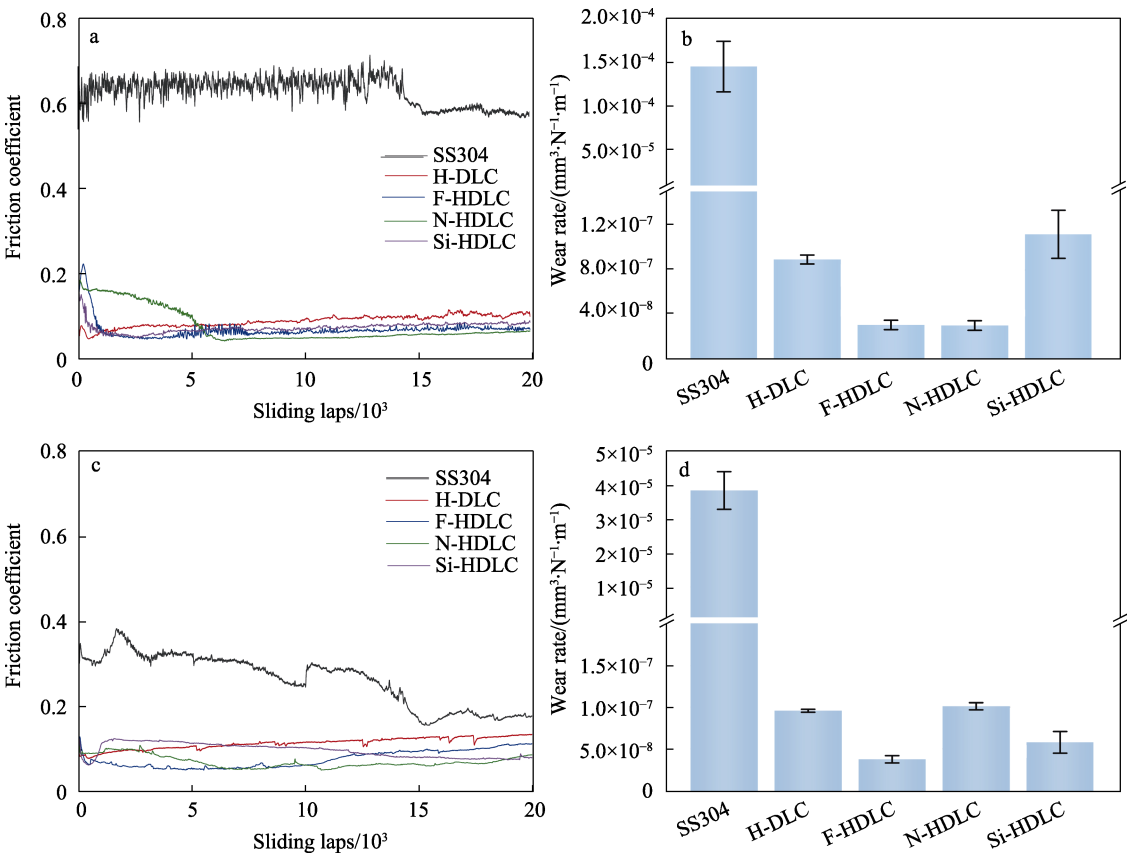 a
0.8
0.6
0.4
0.2
0
Friction coefficient
SS304
H-DLC
F-HDLC
N-HDLC
Si-HDLC
0
5
10
15
20
Sliding laps/10³
b
2.0×10⁻⁴
1.5×10⁻⁴
1.0×10⁻⁴
5.0×10⁻⁵
1.2×10⁻⁷
8.0×10⁻⁷
4.0×10⁻⁸
0
Wear rate/(mm³·N⁻¹·m⁻¹)
SS304
H-DLC
F-HDLC
N-HDLC
Si-HDLC
c
0.8
0.6
0.4
0.2
0
Friction coefficient
SS304
H-DLC
F-HDLC
N-HDLC
Si-HDLC
0
5
10
15
20
Sliding laps/10³
d
5×10⁻⁵
4×10⁻⁵
3×10⁻⁵
2×10⁻⁵
1×10⁻⁵
1.5×10⁻⁷
1.0×10⁻⁷
5.0×10⁻⁸
0
Wear rate/(mm³·N⁻¹·m⁻¹)
SS304
H-DLC
F-HDLC
N-HDLC
Si-HDLC